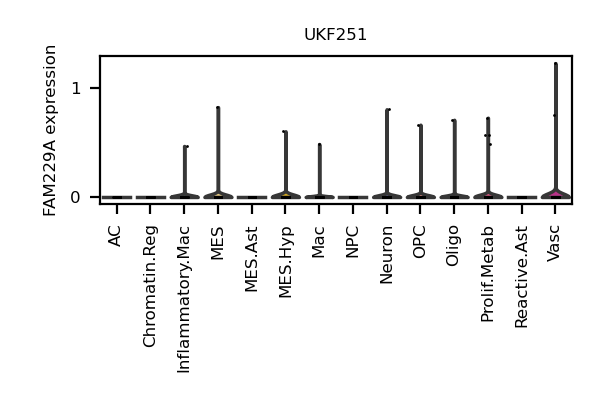 UKF251
FAM229A expression
1
0
AC
Chromatin.Reg
Inflammatory.Mac
MES
MES.Ast
MES.Hyp
Mac
NPC
Neuron
OPC
Oligo
Prolif.Metab
Reactive.Ast
Vasc